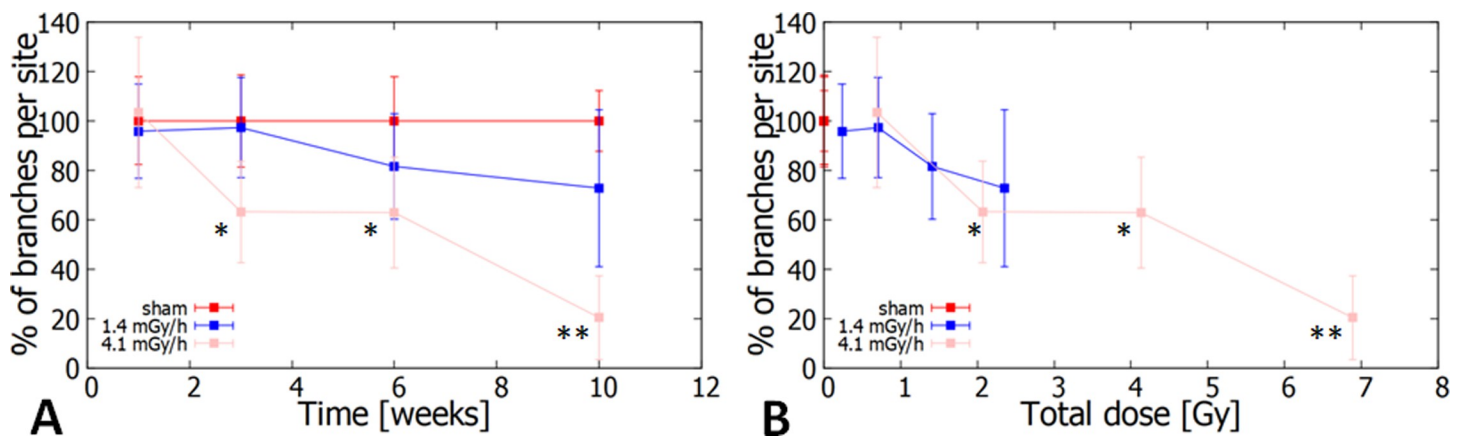 % of branches per site
140
120
100
80
60
40
20
0
0 2 4 6 8 10 12
Time [weeks]
sham
1.4 mGy/h
4.1 mGy/h
*
*
**
A
% of branches per site
140
120
100
80
60
40
20
0
0 1 2 3 4 5 6 7 8
Total dose [Gy]
sham
1.4 mGy/h
4.1 mGy/h
*
*
**
B